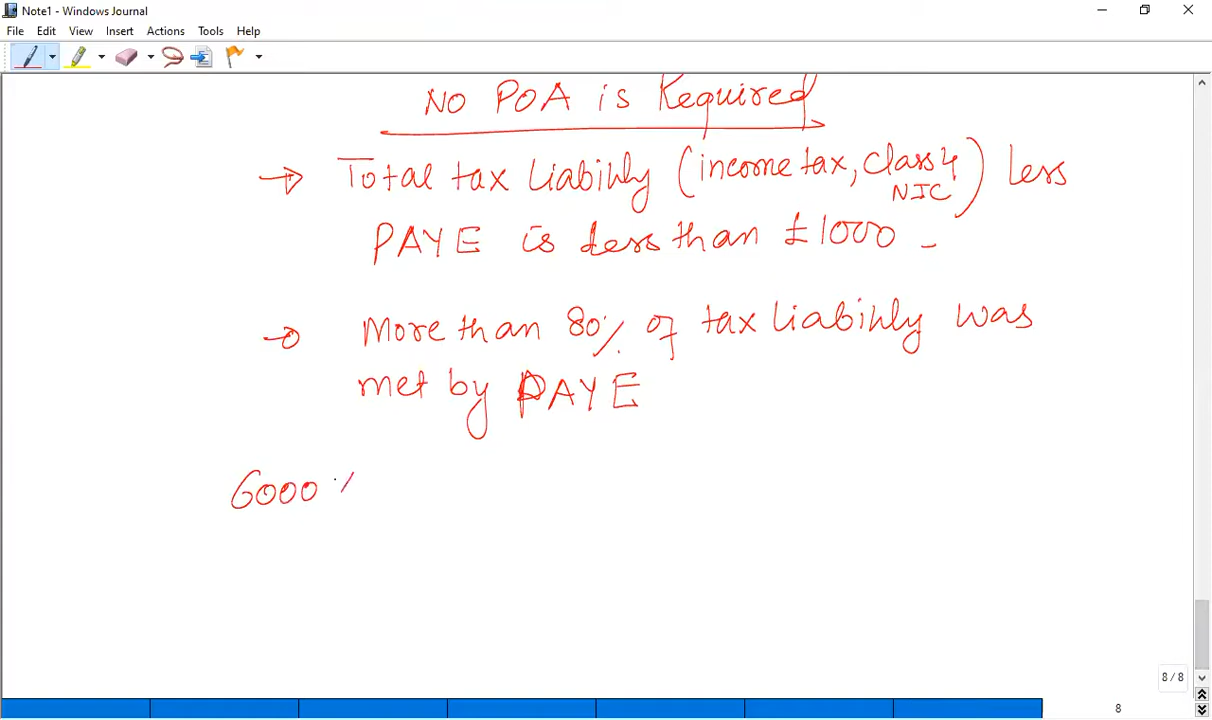 Note1 - Windows Journal
File Edit View Insert Actions Tools Help
NO POA is Required
→ Total tax liability (income tax, class 4 NIC) less
PAYE is less than £1000 -
→ More than 80% of tax liability was
met by PAYE
6000
8 / 8
8